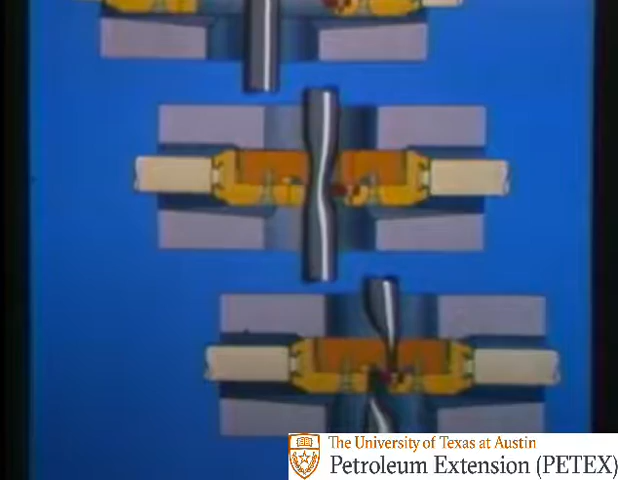 The University of Texas at Austin
Petroleum Extension (PETEX)